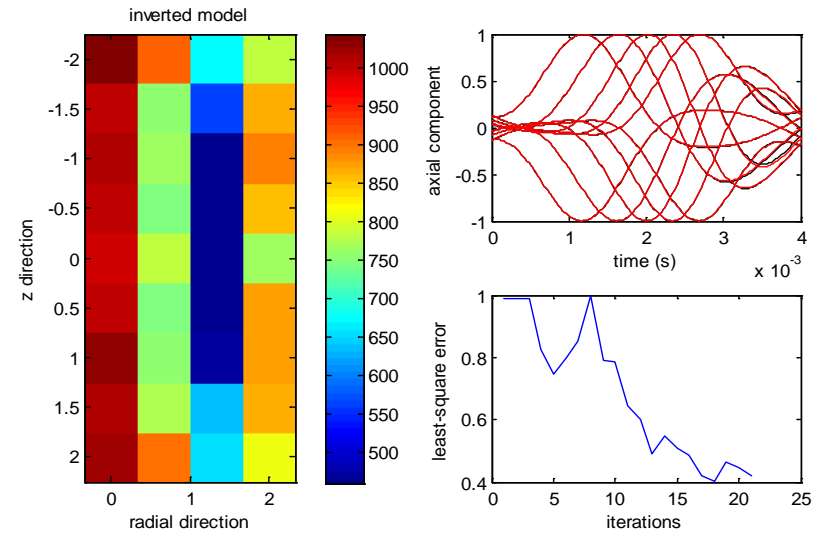 inverted model
-2
-1.5
-1
-0.5
0
0.5
1
1.5
2
z direction
0 1 2
radial direction
1000
950
900
850
800
750
700
650
600
550
500
1
0.5
0
-0.5
-1
axial component
0 1 2 3 4
time (s)
x 10^-3
1
0.8
0.6
0.4
least-square error
0 5 10 15 20 25
iterations